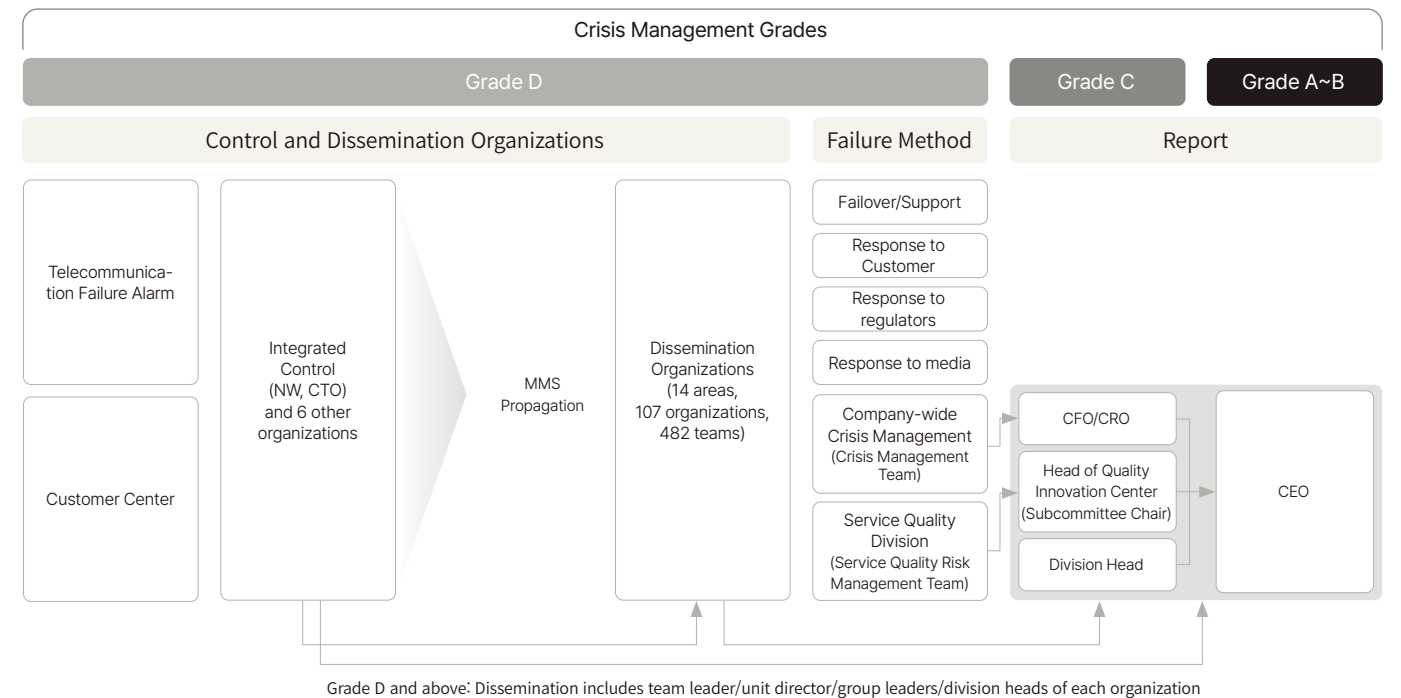 Crisis Management Grades
Grade D
Grade C
Grade A~B
Control and Dissemination Organizations
Failure Method
Report
Telecommunica-
tion Failure Alarm
Customer Center
Integrated
Control
(NW, CTO)
and 6 other
organizations
MMS
Propagation
Dissemination
Organizations
(14 areas,
107 organizations,
482 teams)
Failover/Support
Response to
Customer
Response to
regulators
Response to media
Company-wide
Crisis Management
(Crisis Management
Team)
Service Quality
Division
(Service Quality Risk
Management Team)
CFO/CRO
Head of Quality
Innovation Center
(Subcommittee Chair)
Division Head
CEO
Grade D and above: Dissemination includes team leader/unit director/group leaders/division heads of each organization